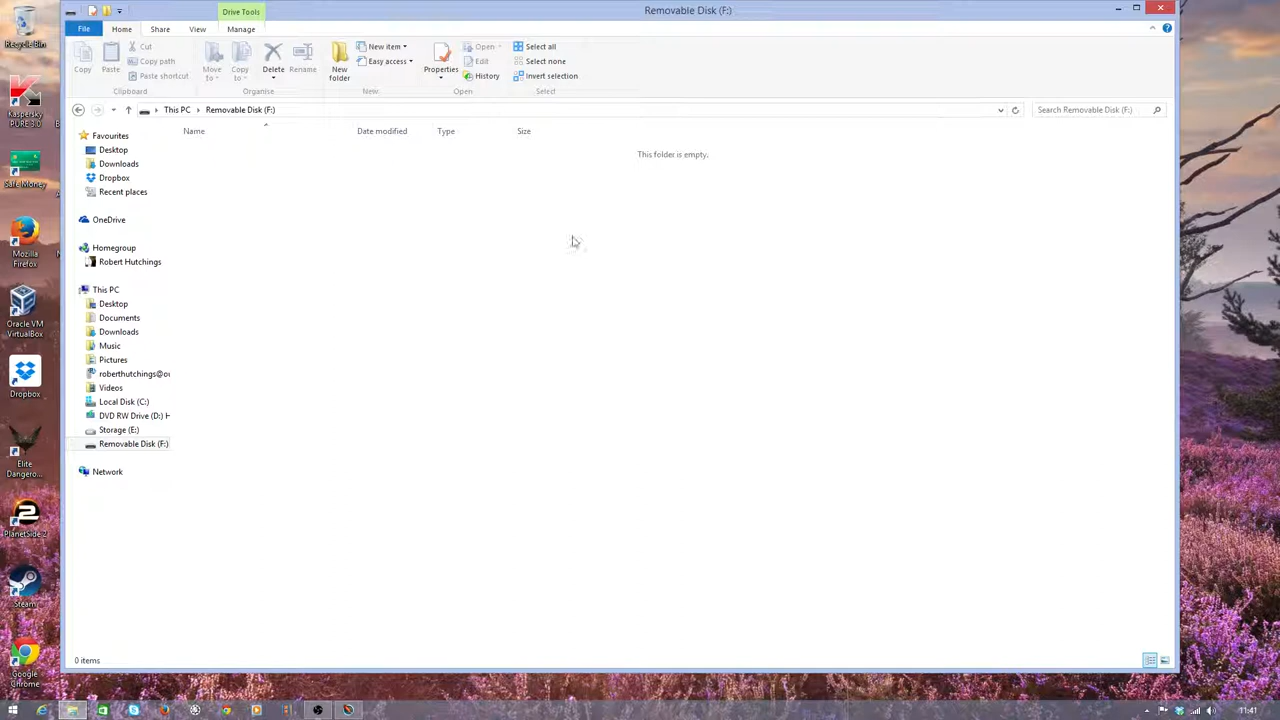 Drive Tools
Removable Disk (F:)
File
Home
Share
View
Manage
Copy
Paste
Cut
Copy path
Paste shortcut
Clipboard
Move to
Copy to
Delete
Rename
Organise
New folder
New item
Easy access
New
Properties
Open
Edit
History
Open
Select all
Select none
Invert selection
Select
This PC
Removable Disk (F:)
Search Removable Disk (F:)
Name
Date modified
Type
Size
This folder is empty.
Favourites
Desktop
Downloads
Dropbox
Recent places
OneDrive
Homegroup
Robert Hutchings
This PC
Desktop
Documents
Downloads
Music
Pictures
roberthutchings@ou
Videos
Local Disk (C:)
DVD RW Drive (D:) H
Storage (E:)
Removable Disk (F:)
Network
0 items
Recycle Bin
Kaspersky
PURE 3.0
Safe Money
Mozilla
Firefox
Oracle VM
VirtualBox
Dropbox
Elite
Dangero...
PlanetSide 2
Steam
Google
Chrome
11:41